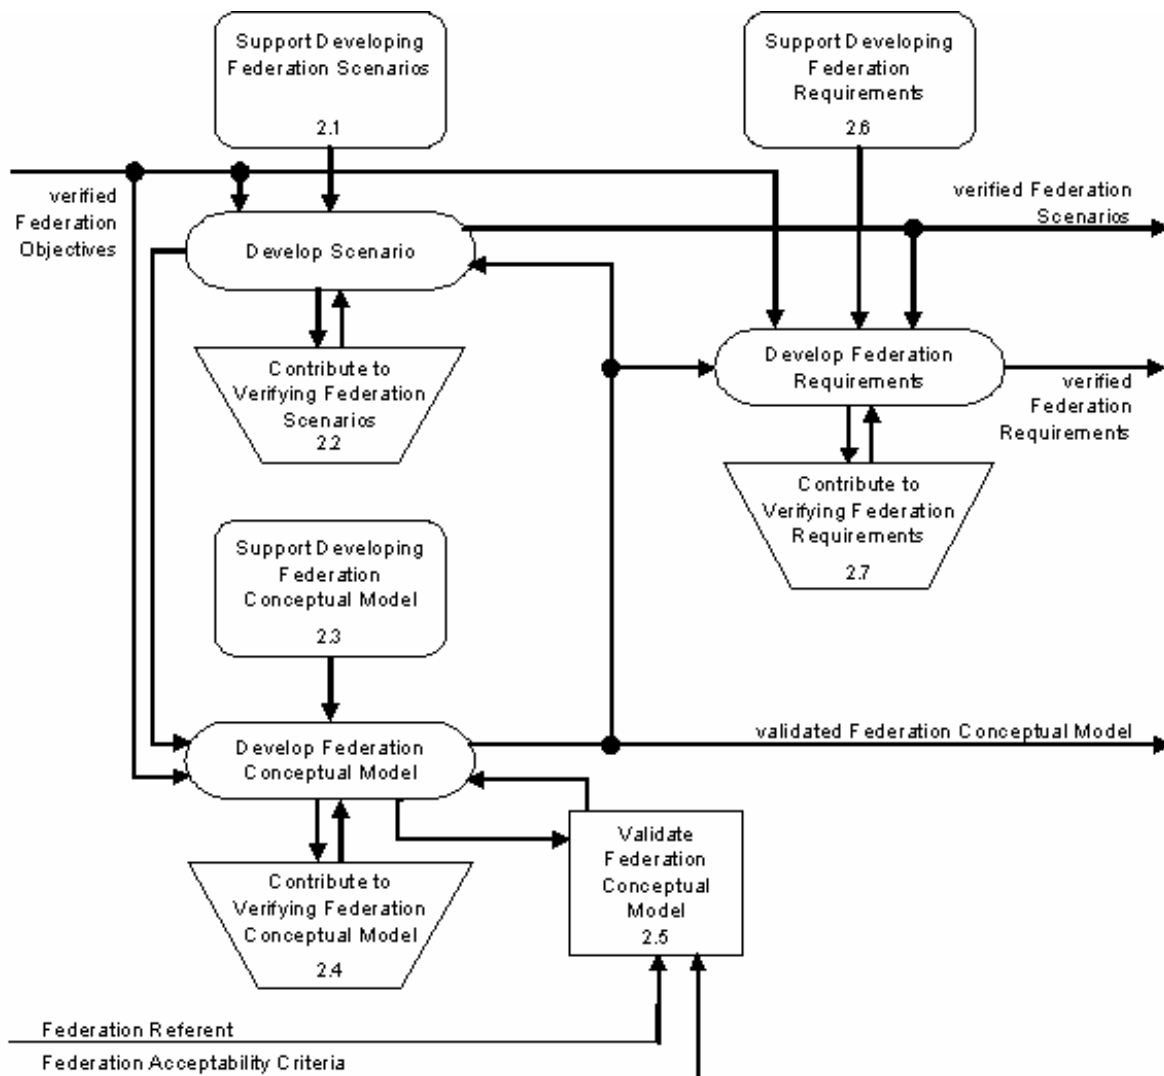 Support Developing
Federation Scenarios
2.1
Support Developing
Federation
Requirements
2.6
verified
Federation
Objectives
verified Federation
Scenarios
Develop Scenario
Contribute to
Verifying Federation
Scenarios
2.2
Develop Federation
Requirements
verified
Federation
Requirements
Contribute to
Verifying Federation
Requirements
2.7
Support Developing
Federation
Conceptual Model
2.3
Develop Federation
Conceptual Model
validated Federation Conceptual Model
Validate
Federation
Conceptual
Model
2.5
Contribute to
Verifying Federation
Conceptual Model
2.4
Federation Referent
Federation Acceptability Criteria